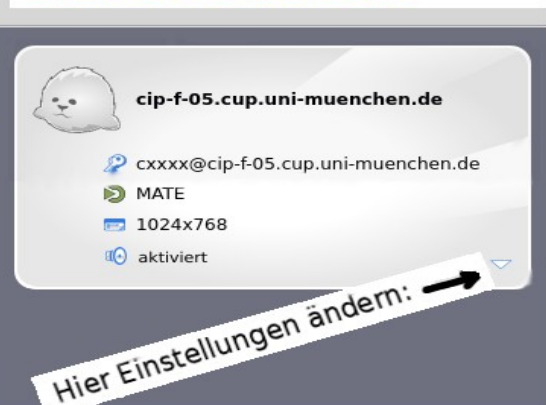 cip-f-05.cup.uni-muenchen.de
cxxxx@cip-f-05.cup.uni-muenchen.de
MATE
1024x768
aktiviert
Hier Einstellungen ändern: